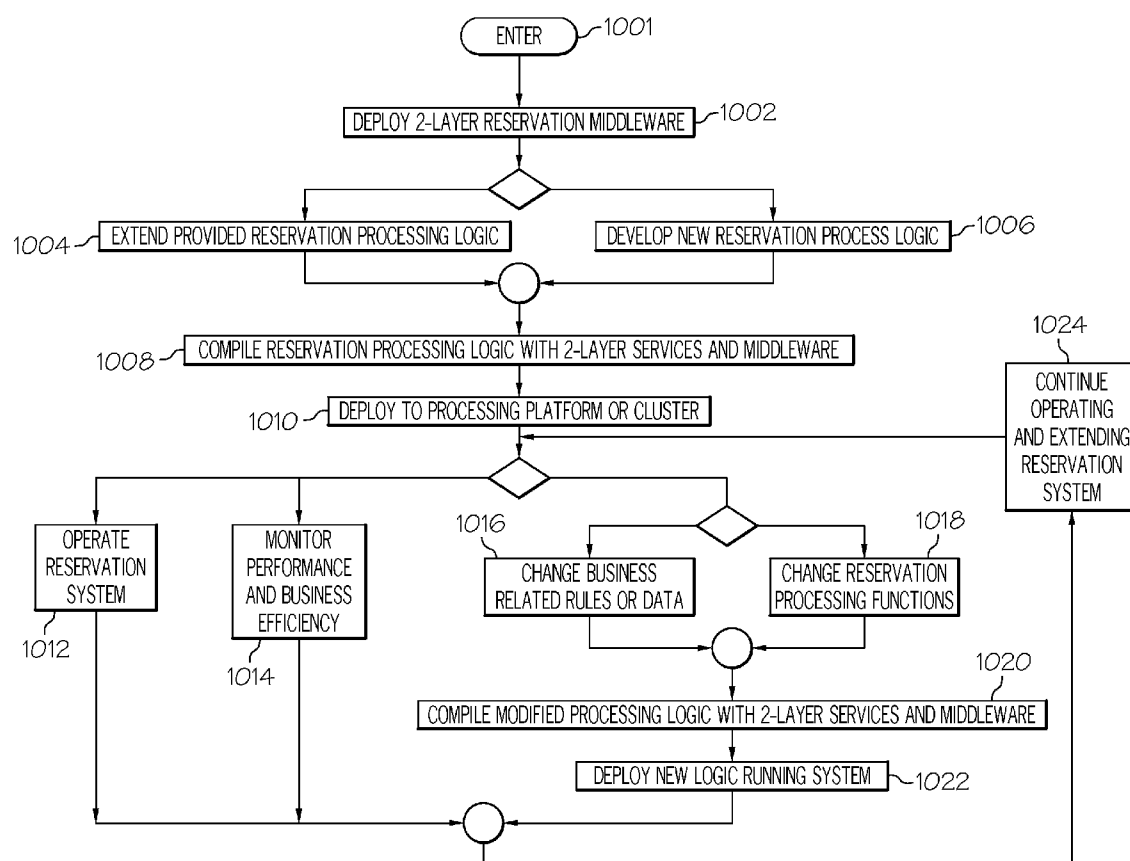 ENTER
1001
DEPLOY 2-LAYER RESERVATION MIDDLEWARE
1002
1004
EXTEND PROVIDED RESERVATION PROCESSING LOGIC
DEVELOP NEW RESERVATION PROCESS LOGIC
1006
1008
COMPILE RESERVATION PROCESSING LOGIC WITH 2-LAYER SERVICES AND MIDDLEWARE
1010
DEPLOY TO PROCESSING PLATFORM OR CLUSTER
1024
CONTINUE
OPERATING
AND EXTENDING
RESERVATION
SYSTEM
OPERATE
RESERVATION
SYSTEM
1012
MONITOR
PERFORMANCE
AND BUSINESS
EFFICIENCY
1014
1016
CHANGE BUSINESS
RELATED RULES OR DATA
1018
CHANGE RESERVATION
PROCESSING FUNCTIONS
1020
COMPILE MODIFIED PROCESSING LOGIC WITH 2-LAYER SERVICES AND MIDDLEWARE
DEPLOY NEW LOGIC RUNNING SYSTEM
1022